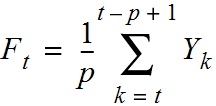 F_t = \frac{1}{p} \sum_{k=t}^{t-p+1} Y_k